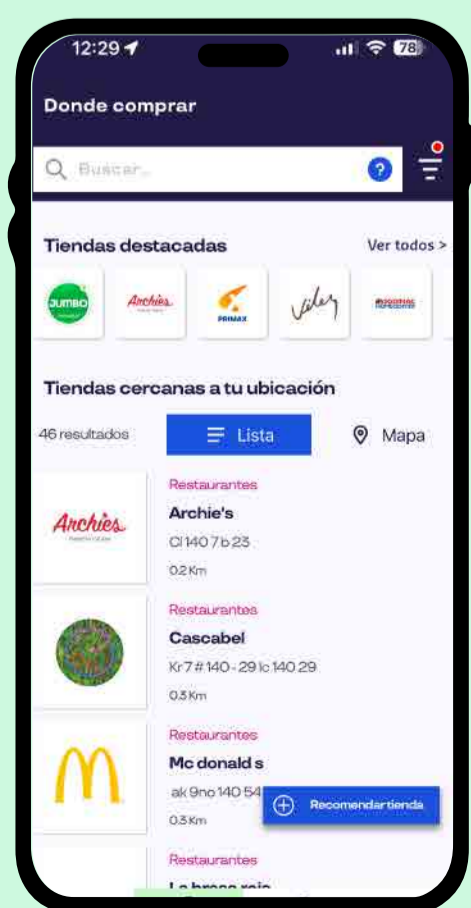 12:29
78
Donde comprar
Buscar...
?
Tiendas destacadas
Ver todos >
JUMBO
Archies
PRIMAX
46 resultados
Tiendas cercanas a tu ubicación
Lista
Mapa
Archies
Restaurantes
Archie's
Cl 140 7 b 23
0.2 Km
Restaurantes
Cascabel
Kr 7 # 140 - 29 lc 140 29
0.3 Km
Restaurantes
Mc donald s
ak 9no 140 54
0.3 Km
Recomendar tienda
Restaurantes